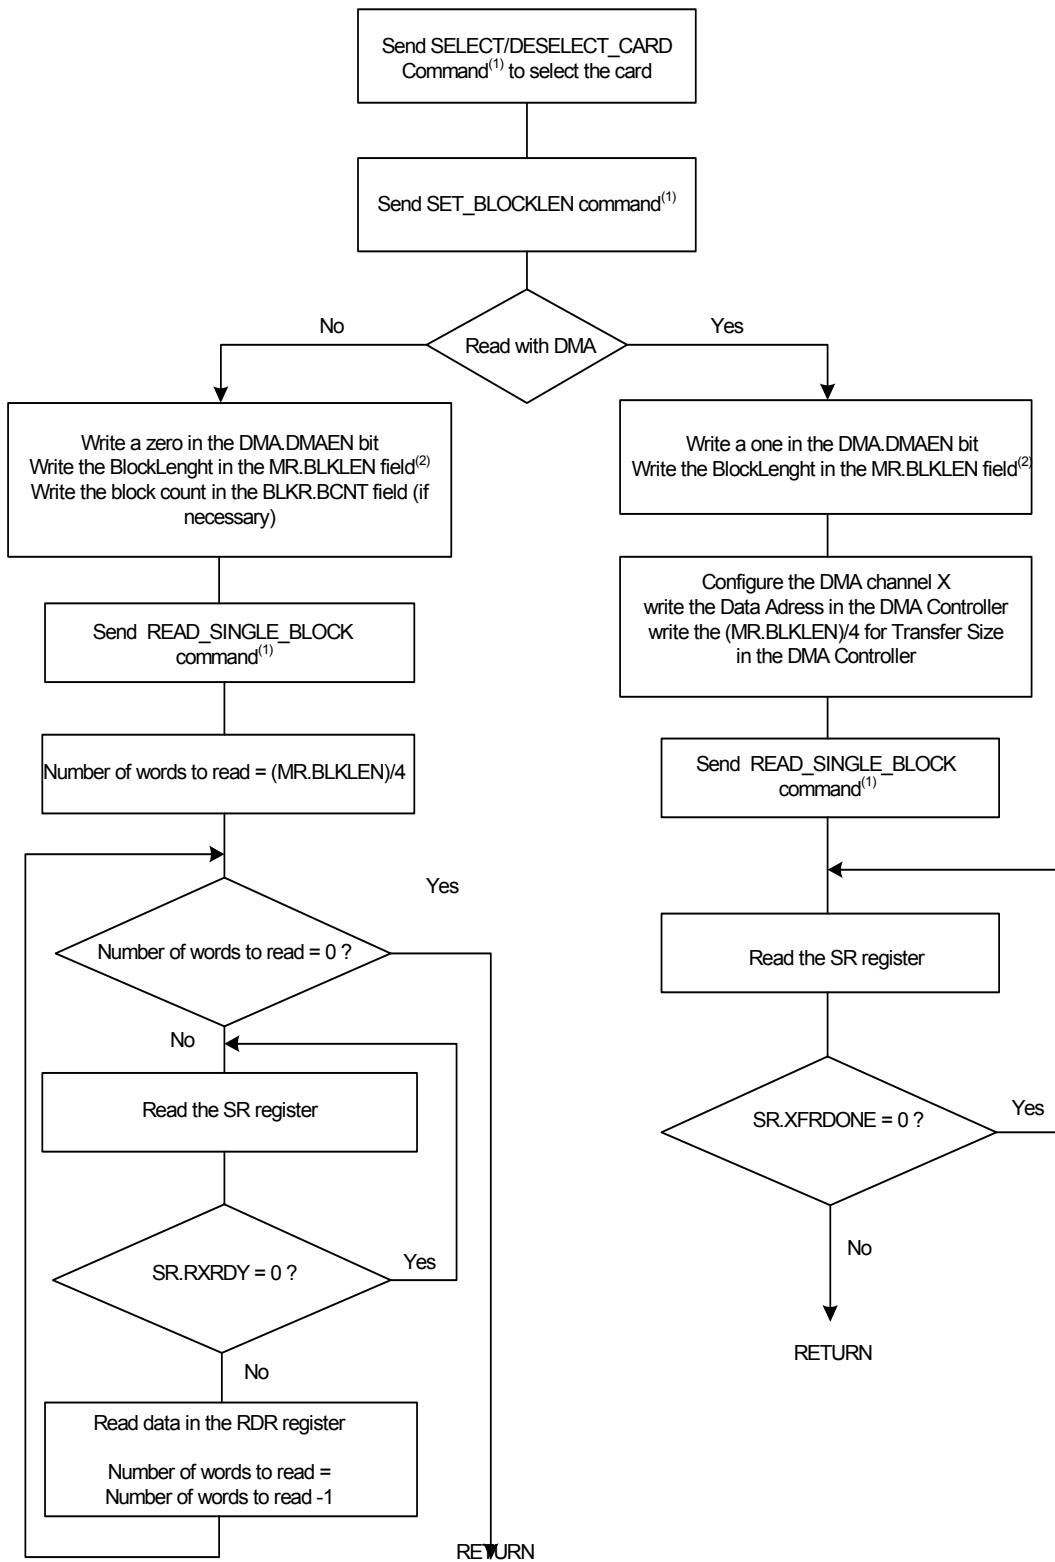 Send SELECT/DESELECT_CARD
Command(1) to select the card
Send SET_BLOCKLEN command(1)
No
Yes
Read with DMA
Write a zero in the DMA.DMAEN bit
Write the BlockLenght in the MR.BLKLEN field(2)
Write the block count in the BLKR.BCNT field (if
necessary)
Send READ_SINGLE_BLOCK
command(1)
Number of words to read = (MR.BLKLEN)/4
Yes
Number of words to read = 0 ?
No
Read the SR register
SR.RXRDY = 0 ?
Yes
No
Read data in the RDR register
Number of words to read =
Number of words to read -1
RETURN
Write a one in the DMA.DMAEN bit
Write the BlockLenght in the MR.BLKLEN field(2)
Configure the DMA channel X
write the Data Adress in the DMA Controller
write the (MR.BLKLEN)/4 for Transfer Size
in the DMA Controller
Send READ_SINGLE_BLOCK
command(1)
Read the SR register
SR.XFRDONE = 0 ?
Yes
No
RETURN